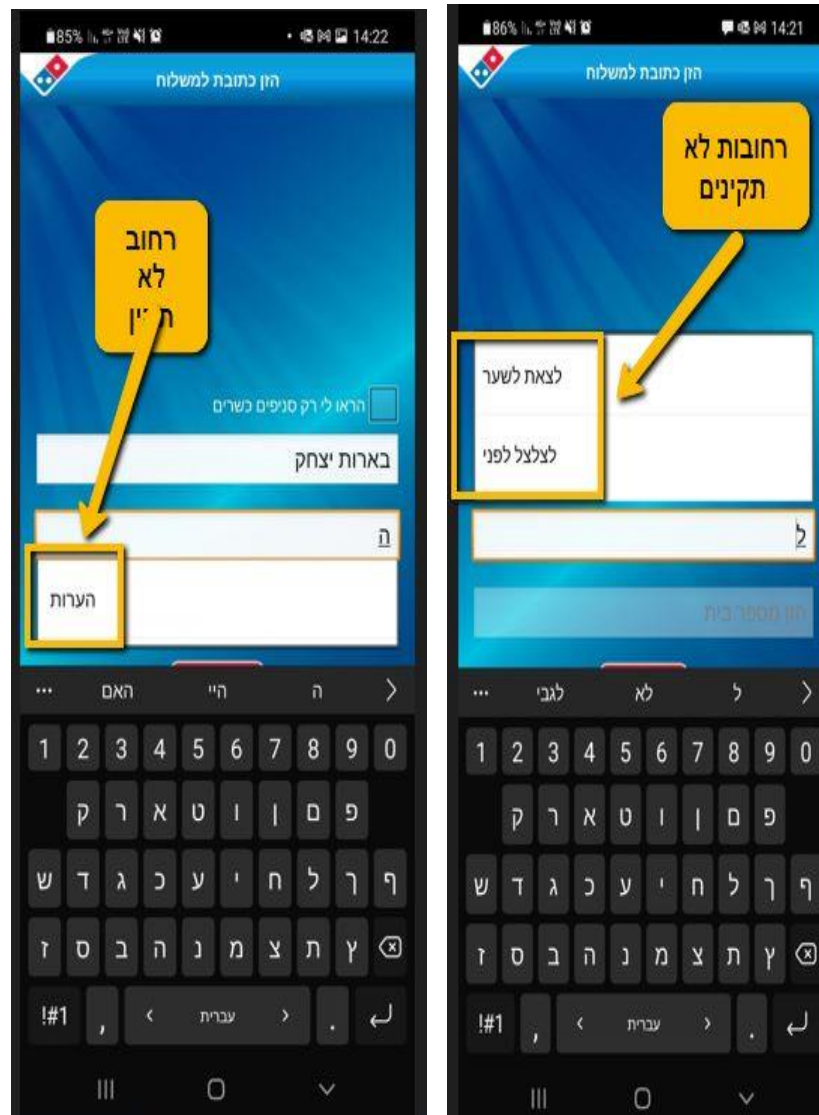 85% 14:22
הזן כתובת למשלוח
רחוב
לא
תקין
הראו לי רק סניפים כשרים
בארות יצחק
ה
הערות
האם היי ה
1 2 3 4 5 6 7 8 9 0
ק ר א ט ו ן ם פ
ש ד ג כ ע י ח ל ך ף
ז ס ב ה נ מ צ ת ץ
!#1 , עברית .
86% 14:21
הזן כתובת למשלוח
רחובות לא
תקינים
לצאת לשער
לצלצל לפני
ל
הזן מספר בית
לגבי לא ל
1 2 3 4 5 6 7 8 9 0
ק ר א ט ו ן ם פ
ש ד ג כ ע י ח ל ך ף
ז ס ב ה נ מ צ ת ץ
!#1 , עברית .